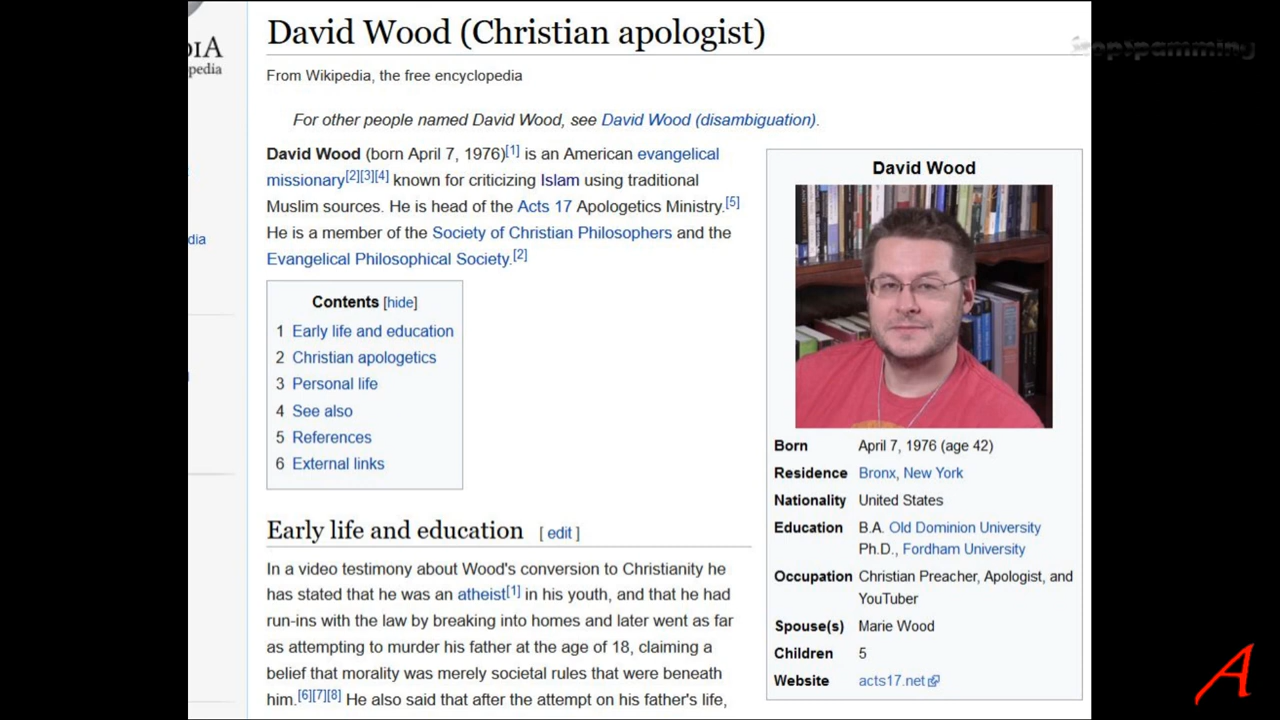 DIA
pedia
David Wood (Christian apologist)
From Wikipedia, the free encyclopedia
For other people named David Wood, see David Wood (disambiguation).
David Wood (born April 7, 1976)[1] is an American evangelical
missionary[2][3][4] known for criticizing Islam using traditional
Muslim sources. He is head of the Acts 17 Apologetics Ministry.[5]
He is a member of the Society of Christian Philosophers and the
Evangelical Philosophical Society.[2]
dia
Contents [hide]
1 Early life and education
2 Christian apologetics
3 Personal life
4 See also
5 References
6 External links
Early life and education [ edit ]
In a video testimony about Wood's conversion to Christianity he
has stated that he was an atheist[1] in his youth, and that he had
run-ins with the law by breaking into homes and later went as far
as attempting to murder his father at the age of 18, claiming a
belief that morality was merely societal rules that were beneath
him.[6][7][8] He also said that after the attempt on his father's life,
David Wood
Born April 7, 1976 (age 42)
Residence Bronx, New York
Nationality United States
Education B.A. Old Dominion University
Ph.D., Fordham University
Occupation Christian Preacher, Apologist, and
YouTuber
Spouse(s) Marie Wood
Children 5
Website acts17.net
A